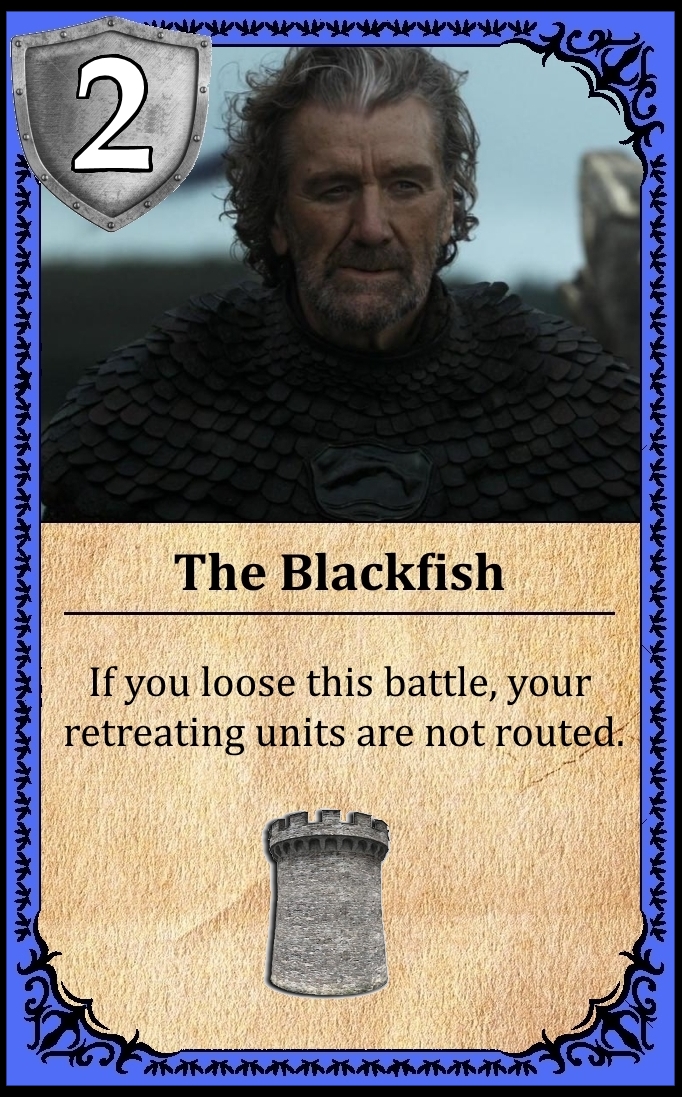 2
The Blackfish
If you loose this battle, your
retreating units are not routed.